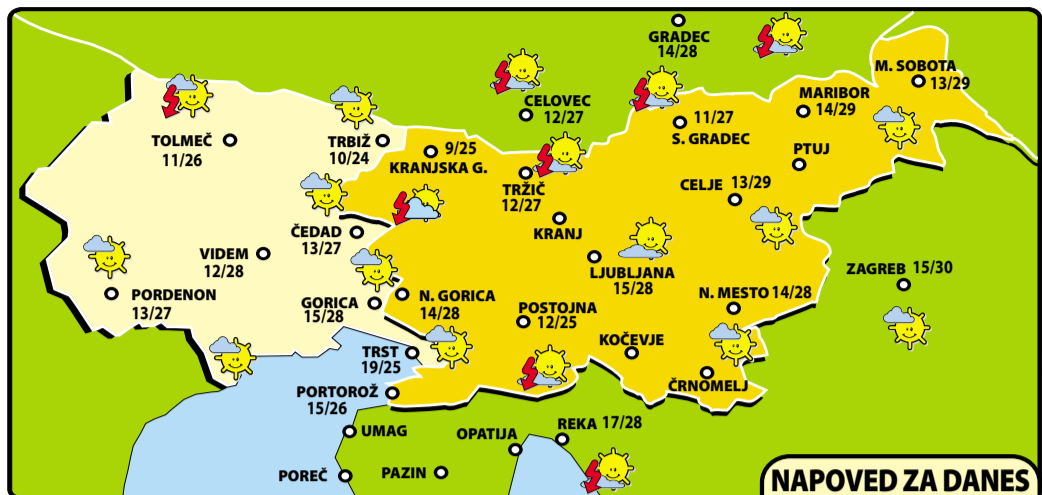 GRADEC
14/28
M. SOBOTA
13/29
CELOVEC
12/27
MARIBOR
14/29
11/27
S. GRADEC
TOLMEČ
11/26
TRBIŽ
10/24
9/25
KRANJSKA G.
PTUJ
TRŽIČ
12/27
CELJE 13/29
ČEDAD
13/27
KRANJ
VIDEM
12/28
LJUBLJANA
15/28
ZAGREB 15/30
PORDENON
13/27
GORICA
15/28
N. GORICA
14/28
N. MESTO 14/28
POSTOJNA
12/25
KOČEVJE
TRST
19/25
ČRNOMELJ
PORTOROŽ
15/26
UMAG
OPATIJA
REKA 17/28
POREČ
PAZIN
NAPOVED ZA DANES